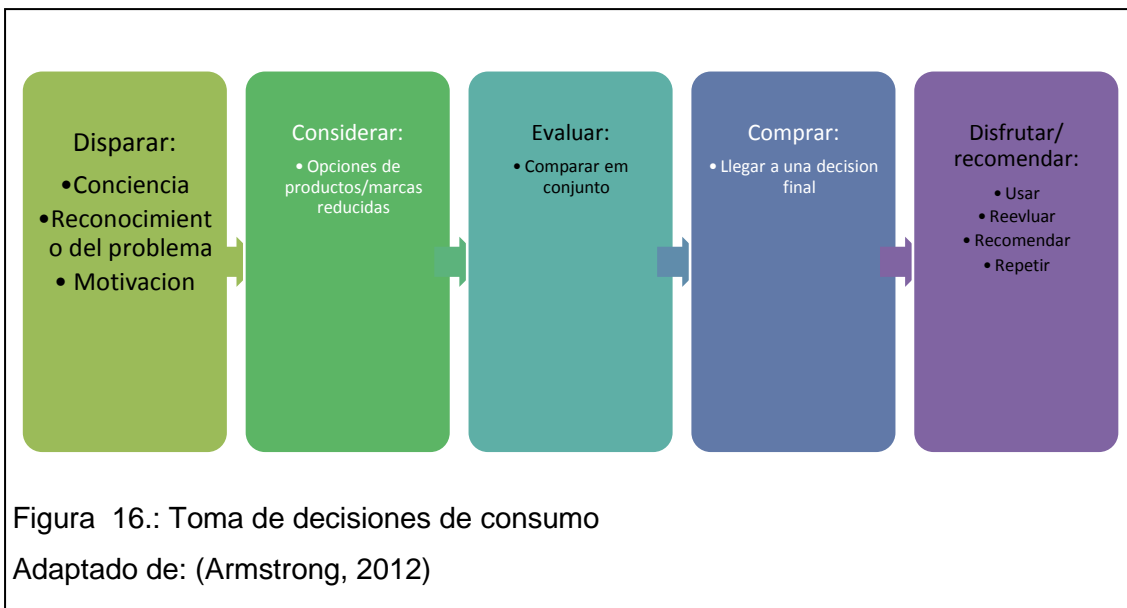 Disparar:
•Conciencia
•Reconocimient
o del problema
• Motivacion
Considerar:
• Opciones de
productos/marcas
reducidas
Evaluar:
• Comparar em
conjunto
Comprar:
• Llegar a una decision
final
Disfrutar/
recomendar:
• Usar
• Reevluar
• Recomendar
• Repetir
Figura 16.: Toma de decisiones de consumo
Adaptado de: (Armstrong, 2012)